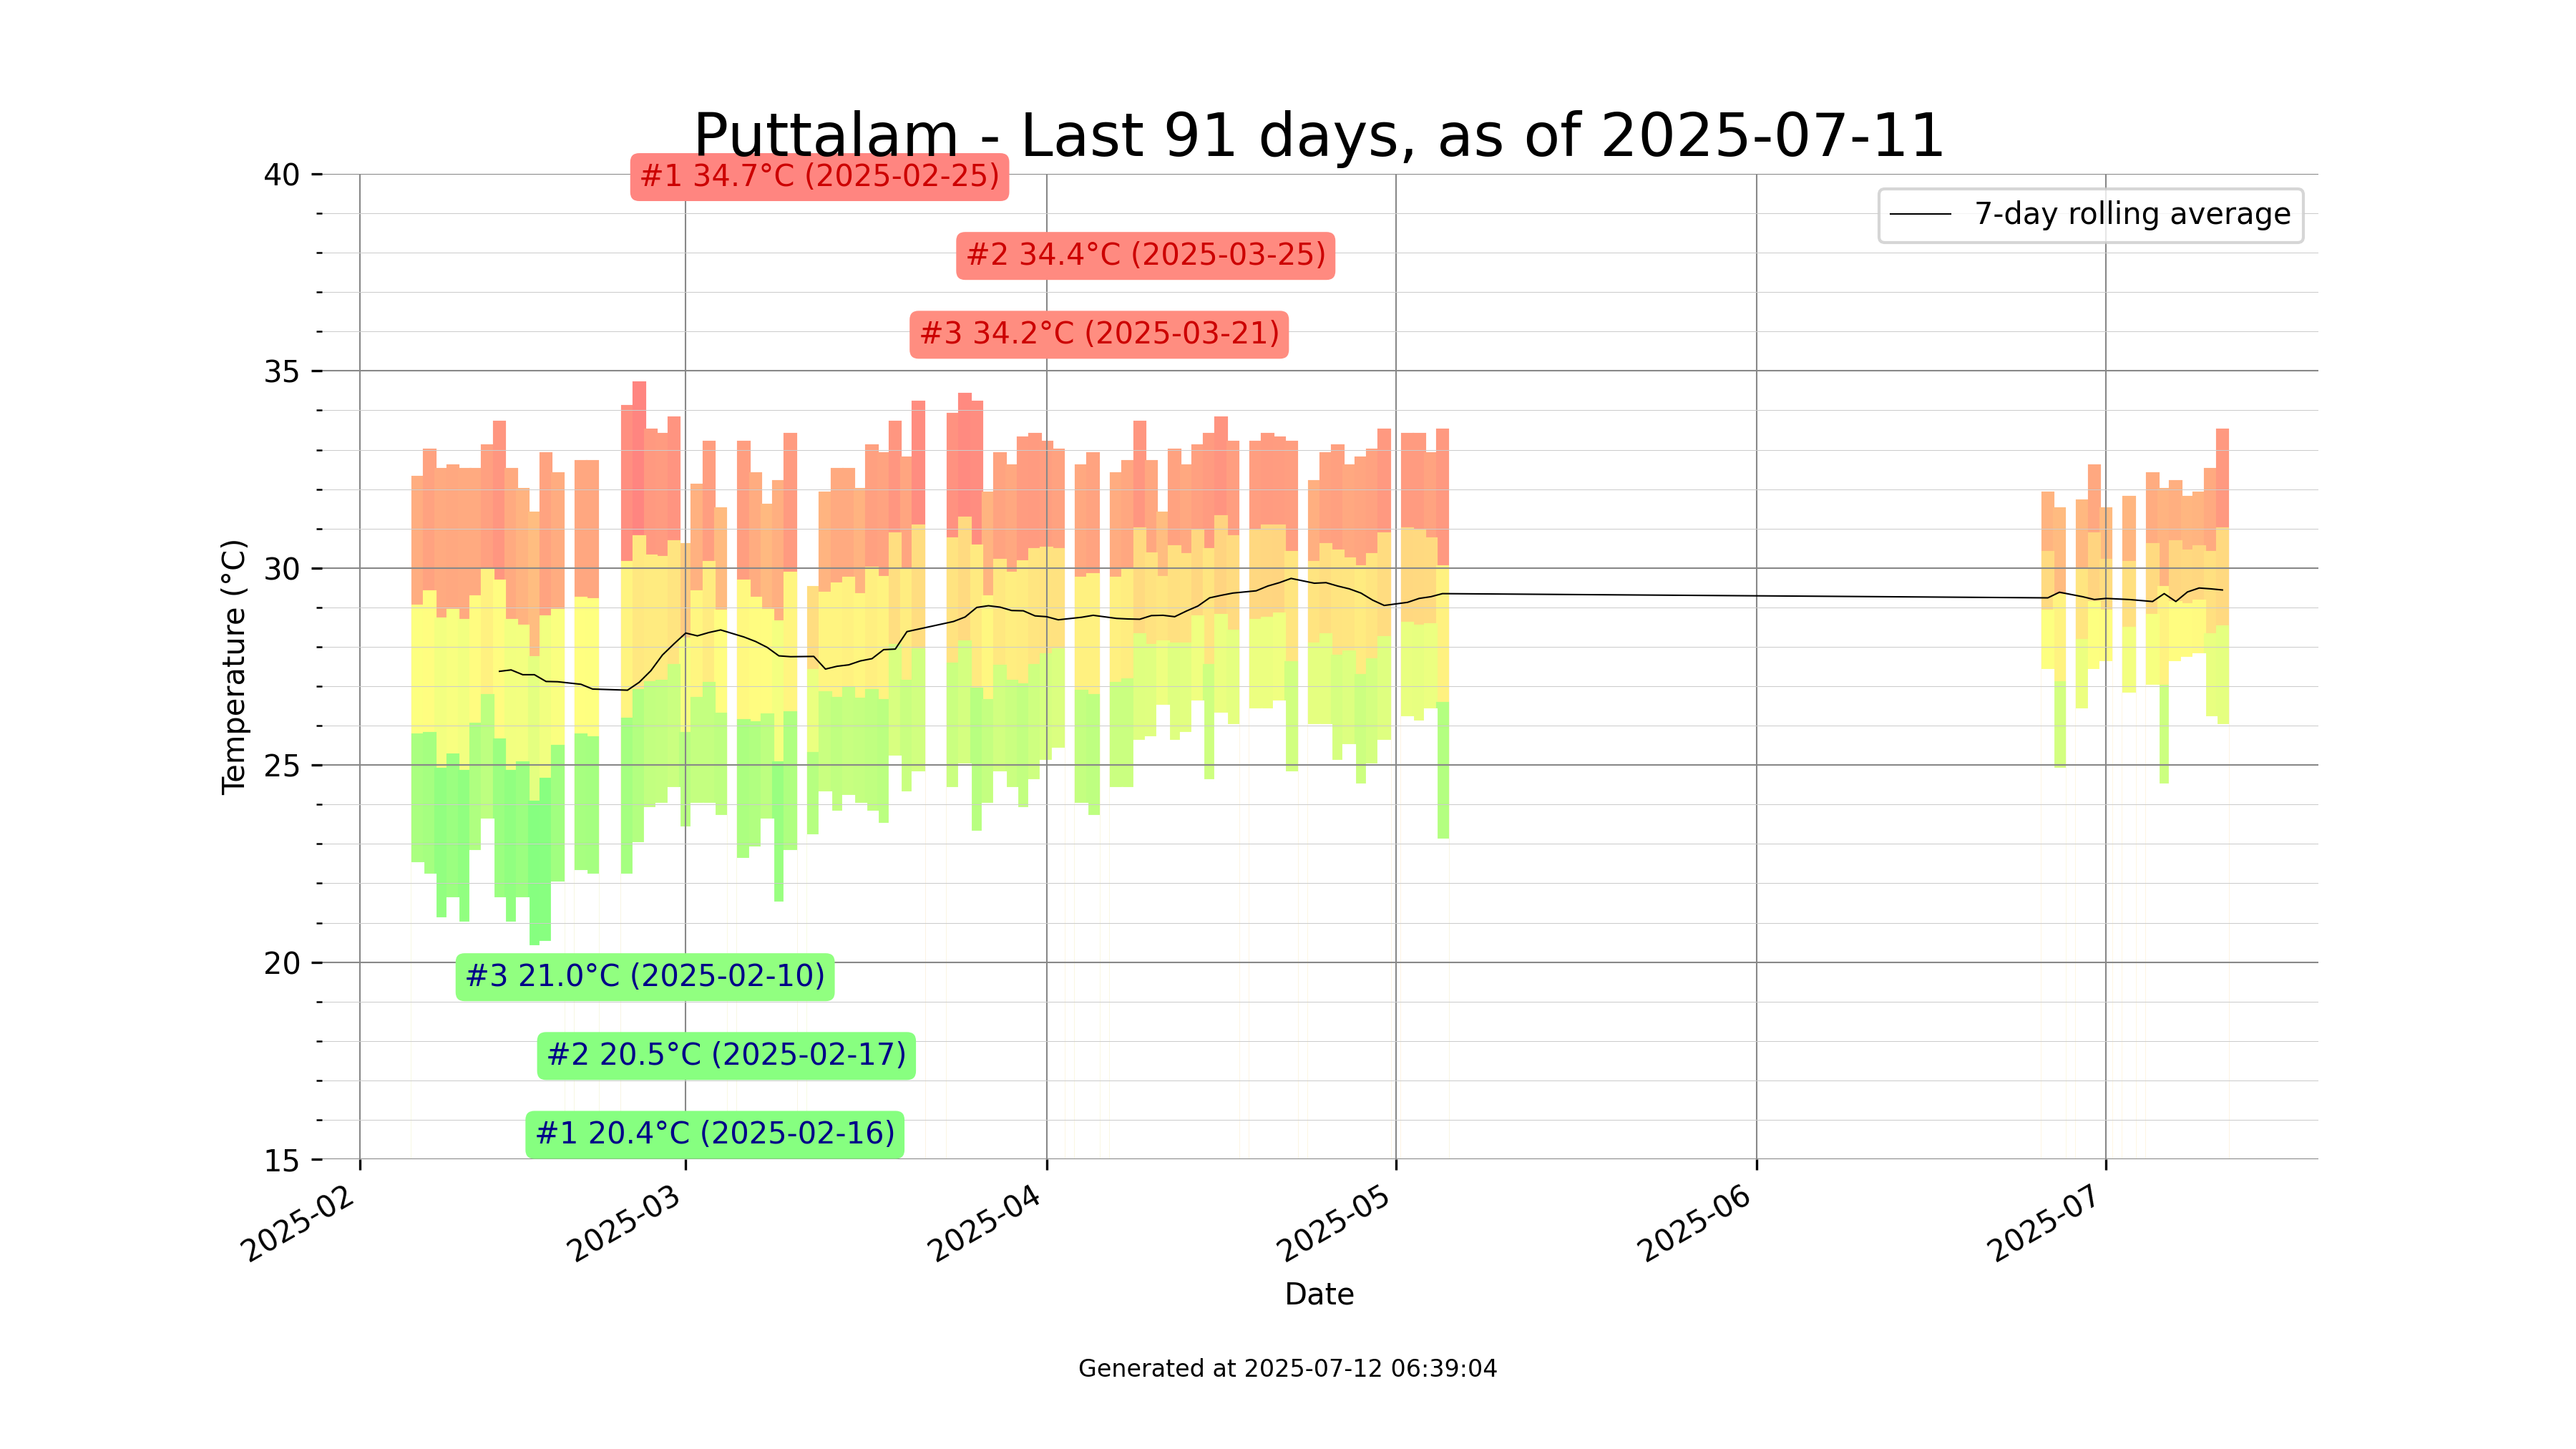 Puttalam - Last 91 days, as of 2025-07-11
#1 34.7°C (2025-02-25)
#2 34.4°C (2025-03-25)
#3 34.2°C (2025-03-21)
7-day rolling average
40
35
30
25
20
15
Temperature (°C)
#3 21.0°C (2025-02-10)
#2 20.5°C (2025-02-17)
#1 20.4°C (2025-02-16)
2025-02
2025-03
2025-04
2025-05
2025-06
2025-07
Date
Generated at 2025-07-12 06:39:04